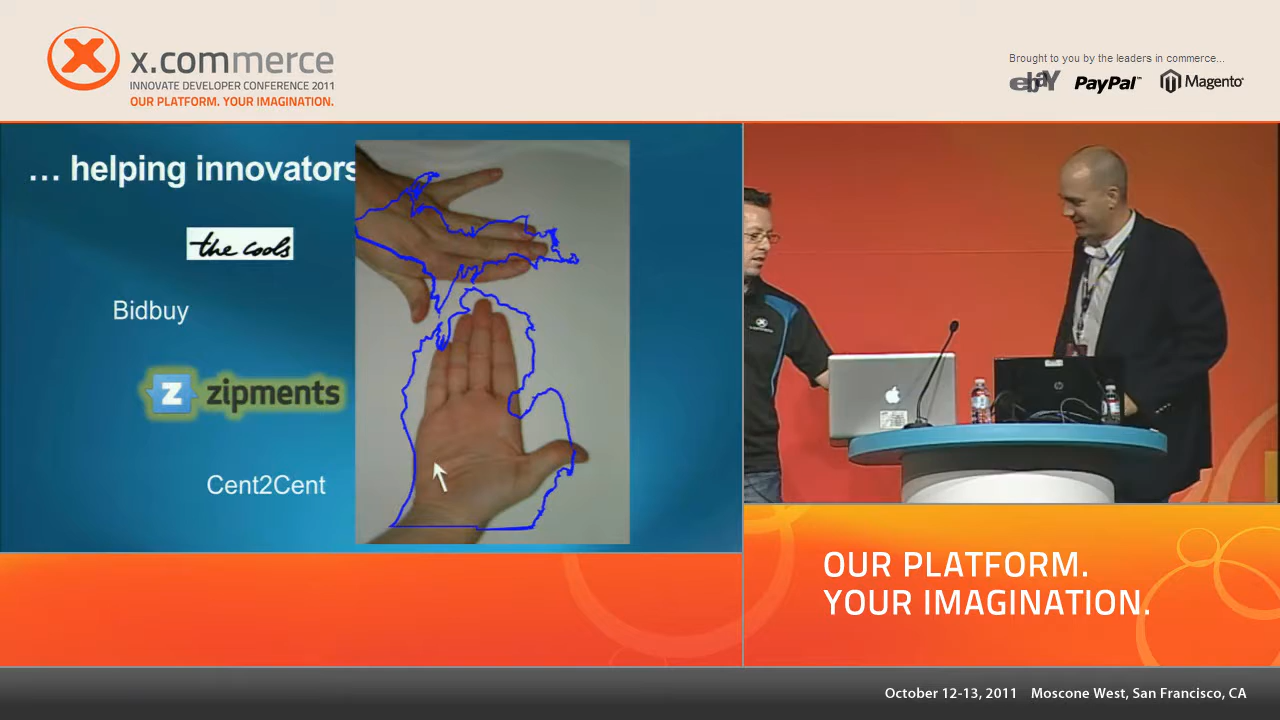 x.commerce
INNOVATE DEVELOPER CONFERENCE 2011
OUR PLATFORM. YOUR IMAGINATION.
Brought to you by the leaders in commerce...
ebaY
PayPal™
Magento®
… helping innovators
the cools
Bidbuy
z zipments
Cent2Cent
hp
OUR PLATFORM.
YOUR IMAGINATION.
October 12-13, 2011 Moscone West, San Francisco, CA